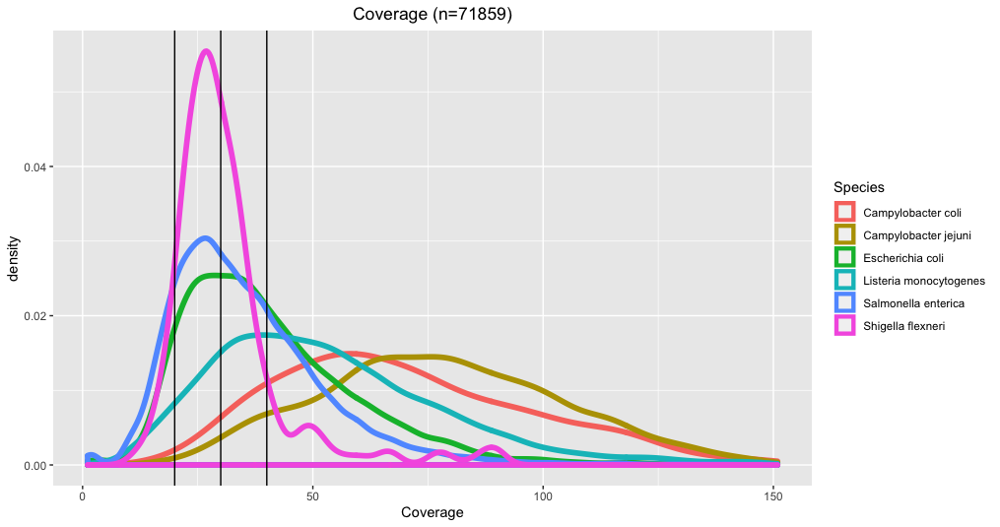 Coverage (n=71859)
density
0.04
0.02
0.00
0
50
100
150
Coverage
Species
Campylobacter coli
Campylobacter jejuni
Escherichia coli
Listeria monocytogenes
Salmonella enterica
Shigella flexneri